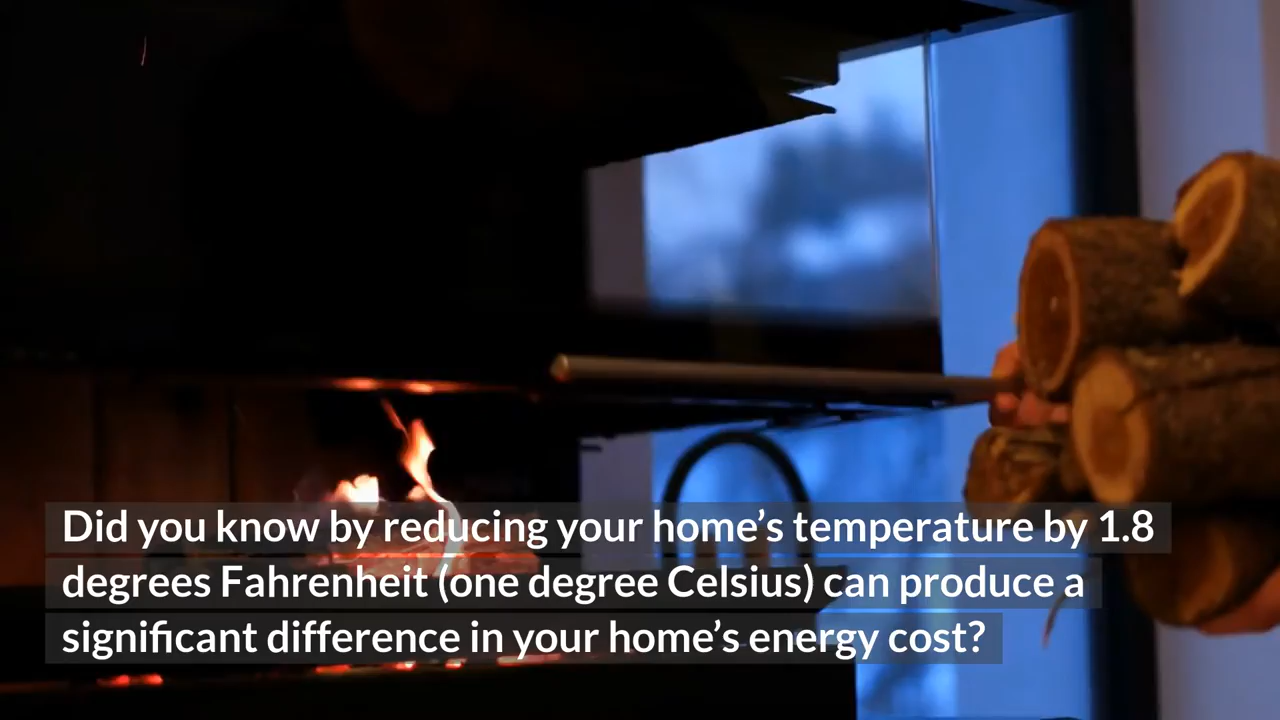 Did you know by reducing your home’s temperature by 1.8
degrees Fahrenheit (one degree Celsius) can produce a
significant difference in your home’s energy cost?